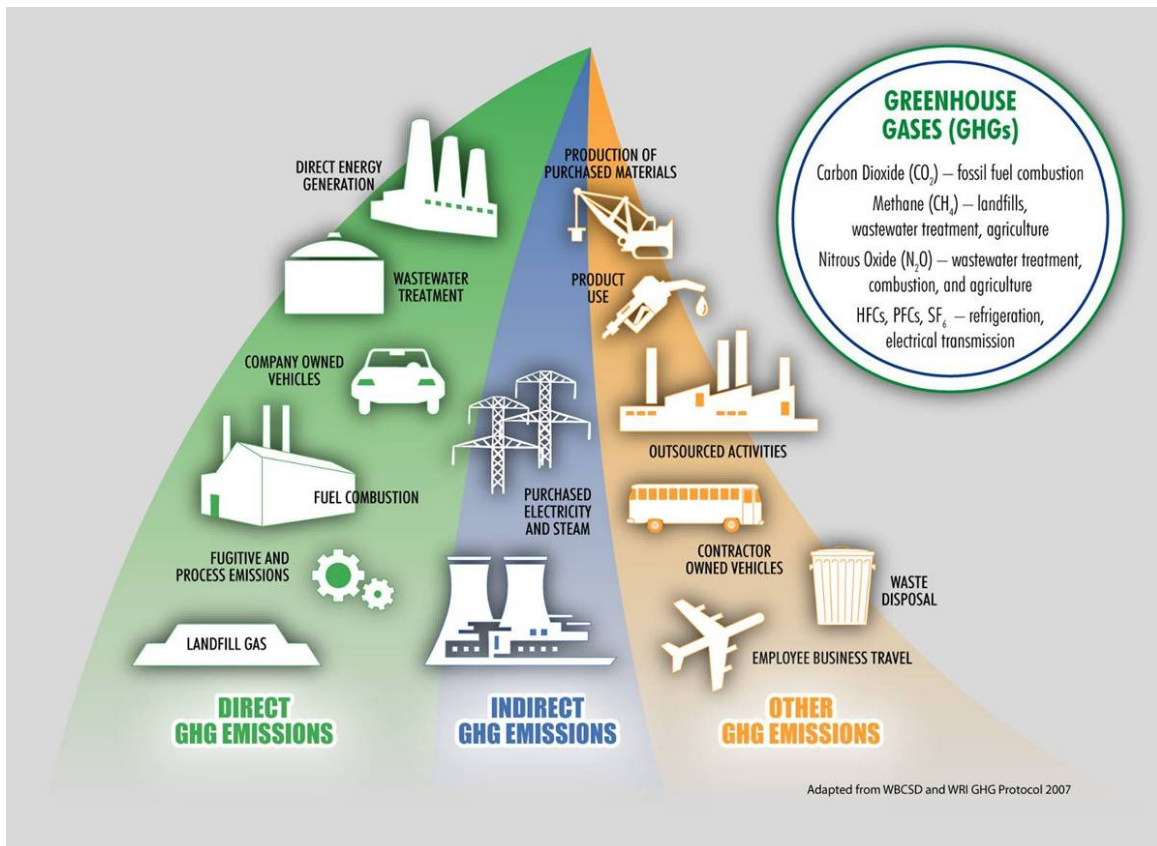 DIRECT ENERGY
GENERATION
WASTEWATER
TREATMENT
COMPANY OWNED
VEHICLES
FUEL COMBUSTION
FUGITIVE AND
PROCESS EMISSIONS
LANDFILL GAS
DIRECT
GHG EMISSIONS
PURCHASED
ELECTRICITY
AND STEAM
INDIRECT
GHG EMISSIONS
PRODUCTION OF
PURCHASED MATERIALS
PRODUCT
USE
OUTSOURCED ACTIVITIES
CONTRACTOR
OWNED VEHICLES
WASTE
DISPOSAL
EMPLOYEE BUSINESS TRAVEL
OTHER
GHG EMISSIONS
GREENHOUSE
GASES (GHGs)
Carbon Dioxide (CO₂) – fossil fuel combustion
Methane (CH₄) – landfills,
wastewater treatment, agriculture
Nitrous Oxide (N₂O) – wastewater treatment,
combustion, and agriculture
HFCs, PFCs, SF₆ – refrigeration,
electrical transmission
Adapted from WBCSD and WRI GHG Protocol 2007